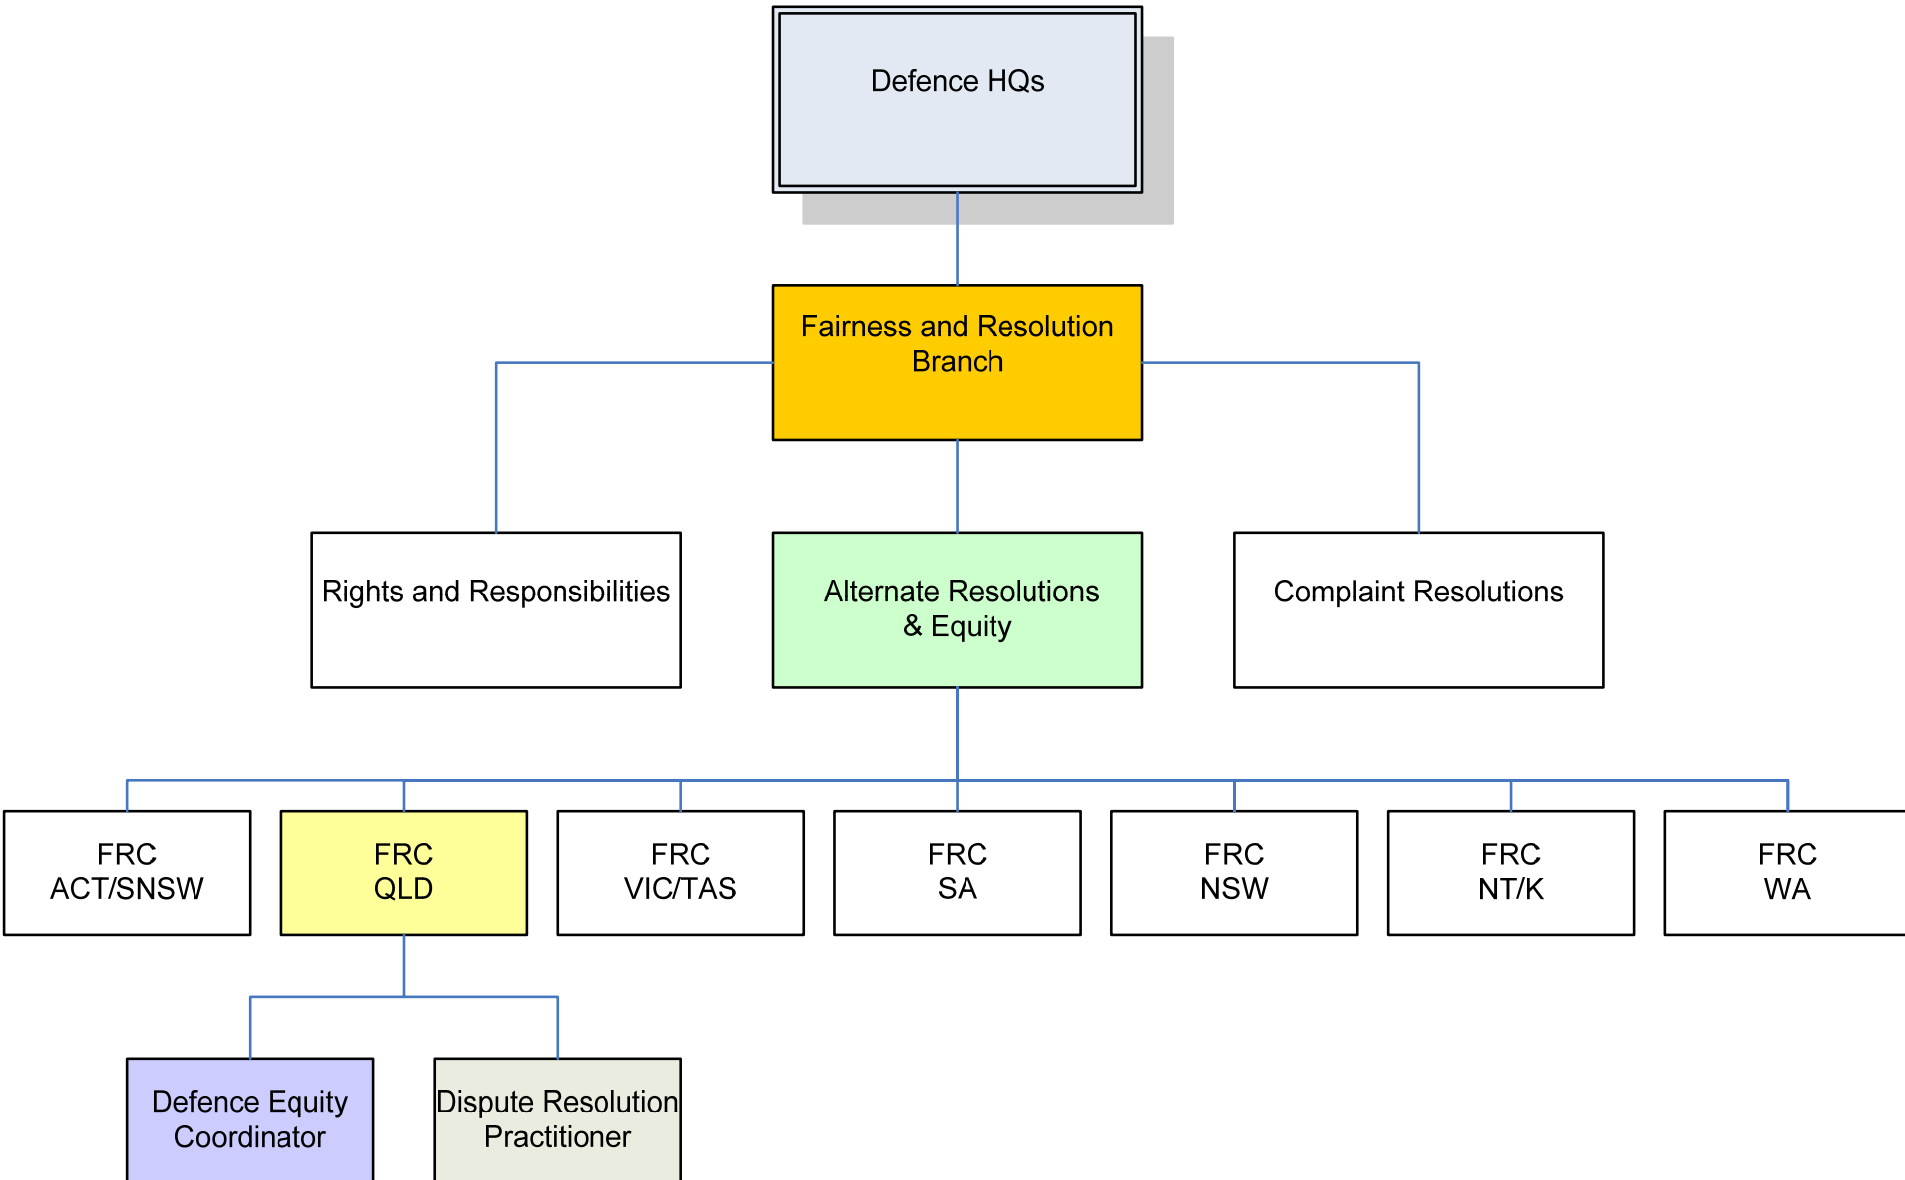 Defence HQs
Fairness and Resolution
Branch
Rights and Responsibilities
Alternate Resolutions
& Equity
Complaint Resolutions
FRC
ACT/SNSW
FRC
QLD
FRC
VIC/TAS
FRC
SA
FRC
NSW
FRC
NT/K
FRC
WA
Defence Equity
Coordinator
Dispute Resolution
Practitioner